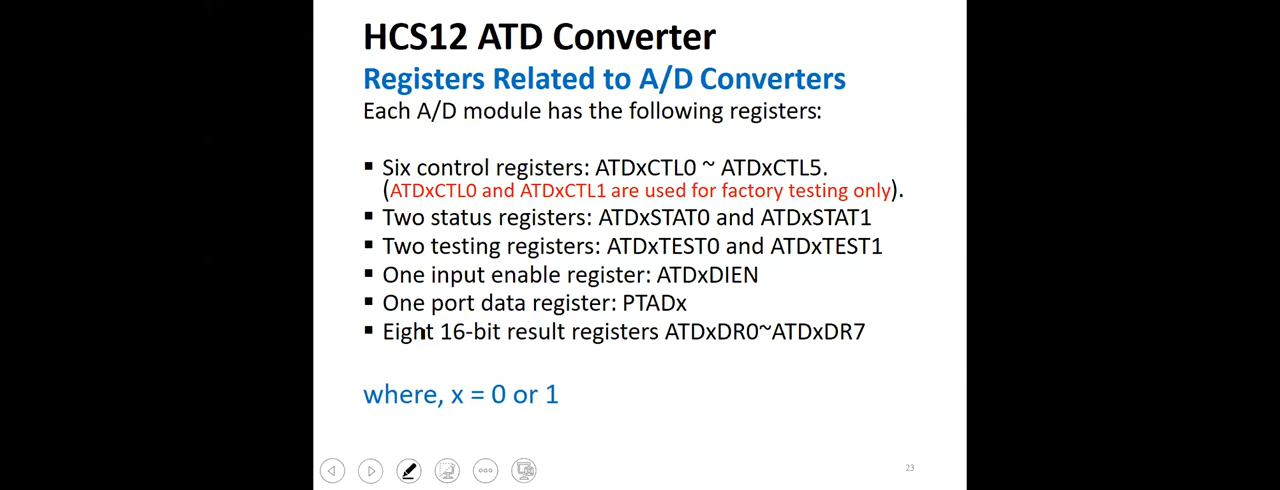 HCS12 ATD Converter
Registers Related to A/D Converters
Each A/D module has the following registers:
▪ Six control registers: ATDxCTL0 ~ ATDxCTL5.
(ATDxCTL0 and ATDxCTL1 are used for factory testing only).
▪ Two status registers: ATDxSTAT0 and ATDxSTAT1
▪ Two testing registers: ATDxTEST0 and ATDxTEST1
▪ One input enable register: ATDxDIEN
▪ One port data register: PTADx
▪ Eight 16-bit result registers ATDxDR0~ATDxDR7
where, x = 0 or 1
23